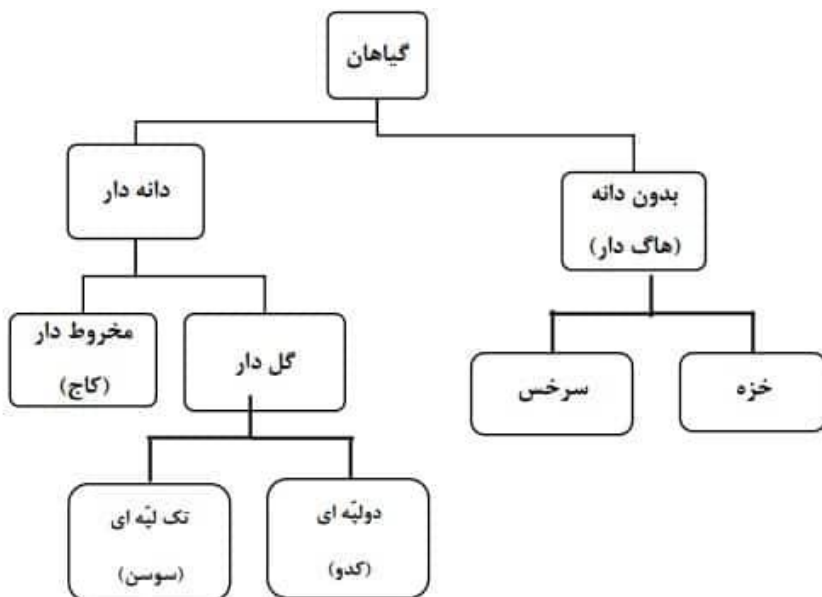 گیاهان
بدون دانه
(هاگ دار)
دانه دار
خزه
سرخس
گل دار
مخروط دار
(کاج)
دولپّه ای
(کدو)
تک لپّه ای
(سوسن)